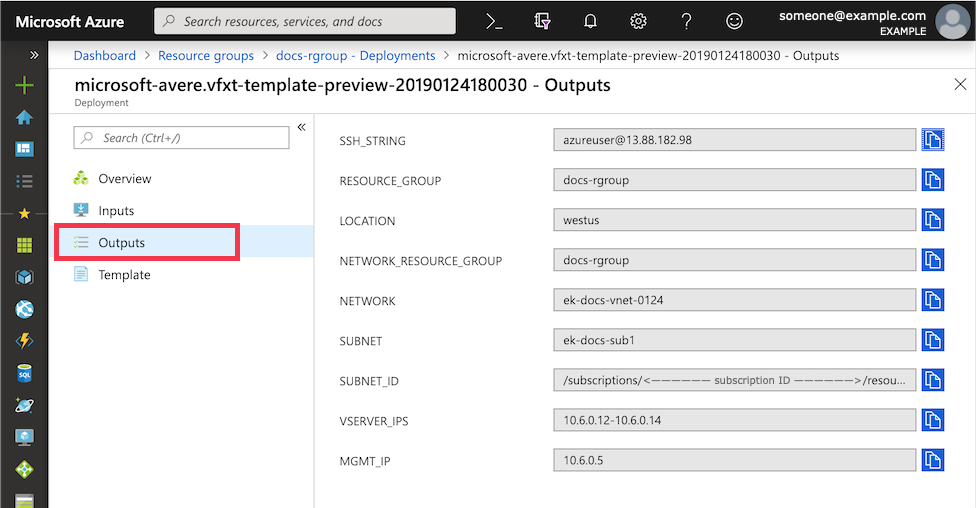 Microsoft Azure
Search resources, services, and docs
someone@example.com
EXAMPLE
Dashboard > Resource groups > docs-rgroup - Deployments > microsoft-avere.vfxt-template-preview-20190124180030 - Outputs
microsoft-avere.vfxt-template-preview-20190124180030 - Outputs
Deployment
Search (Ctrl+/)
Overview
Inputs
Outputs
Template
SSH_STRING azureuser@13.88.182.98
RESOURCE_GROUP docs-rgroup
LOCATION westus
NETWORK_RESOURCE_GROUP docs-rgroup
NETWORK ek-docs-vnet-0124
SUBNET ek-docs-sub1
SUBNET_ID /subscriptions/<—————— subscription ID ——————>/resou...
VSERVER_IPS 10.6.0.12-10.6.0.14
MGMT_IP 10.6.0.5
SQL